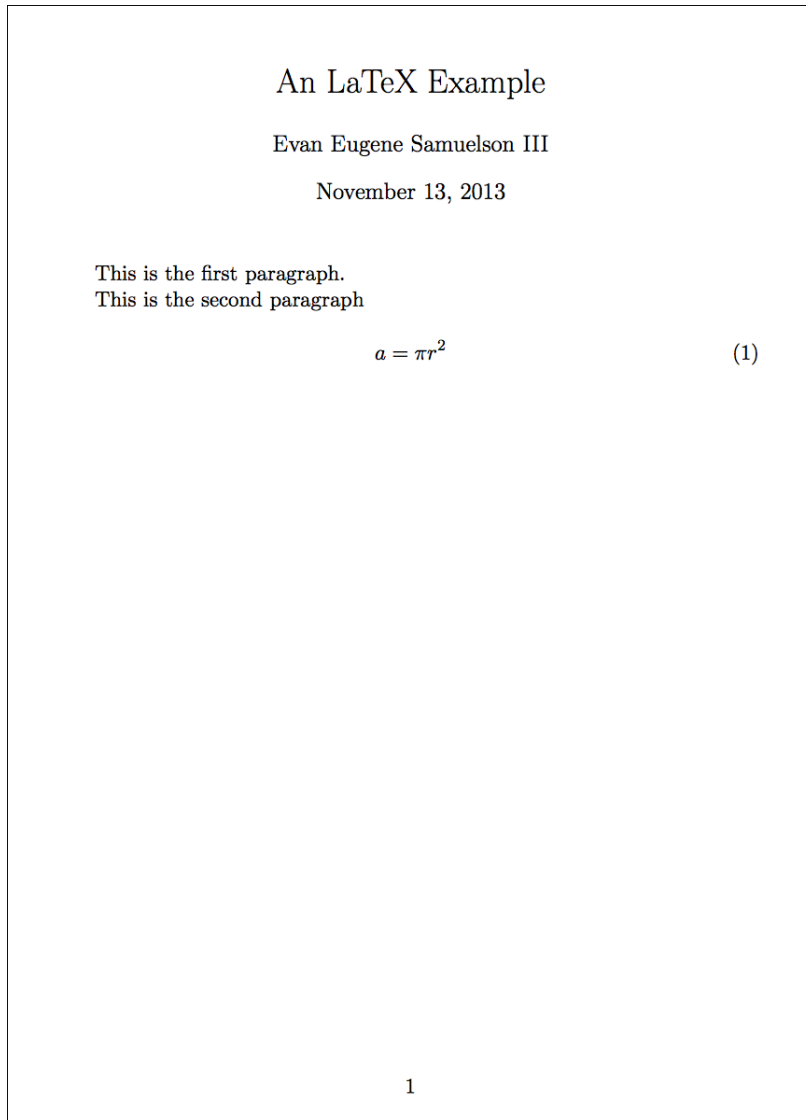 An LaTeX Example
Evan Eugene Samuelson III
November 13, 2013
This is the first paragraph.
This is the second paragraph
a = πr² (1)
1